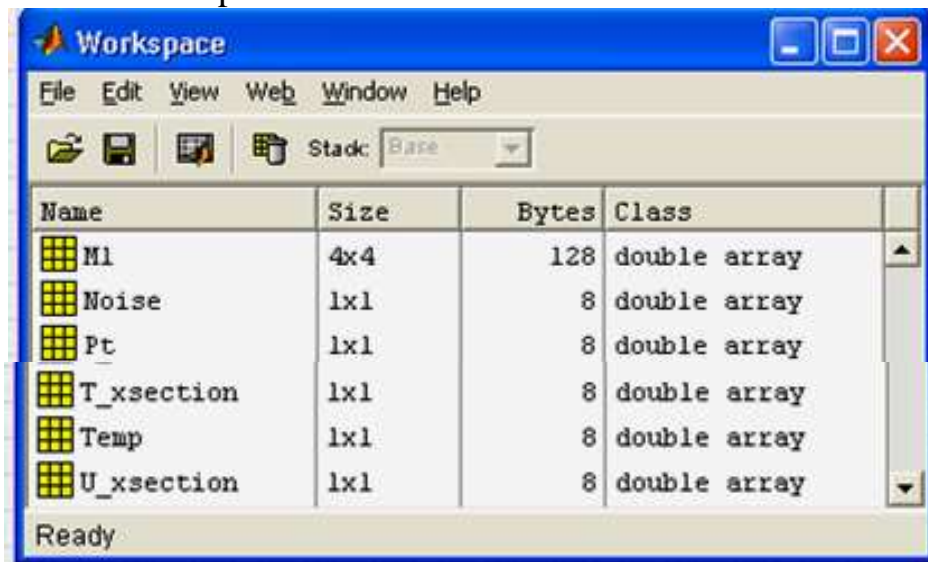 Workspace
File Edit View Web Window Help
Stack: Base
Name Size Bytes Class
M1 4x4 128 double array
Noise 1x1 8 double array
Pt 1x1 8 double array
T_xsection 1x1 8 double array
Temp 1x1 8 double array
U_xsection 1x1 8 double array
Ready